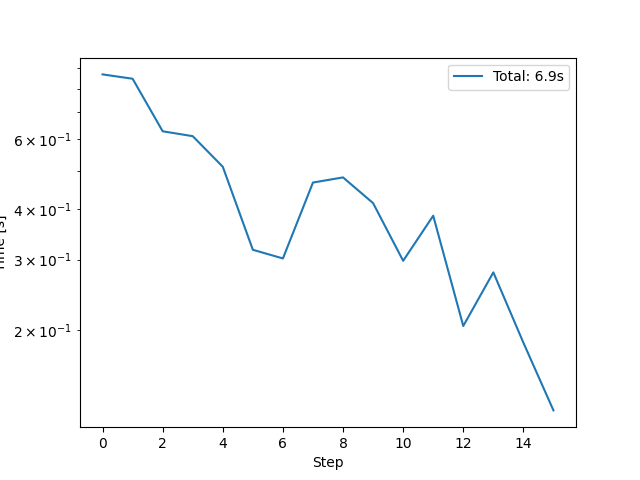 Total: 6.9s
6 × 10⁻¹
4 × 10⁻¹
3 × 10⁻¹
2 × 10⁻¹
[s]
0 2 4 6 8 10 12 14
Step